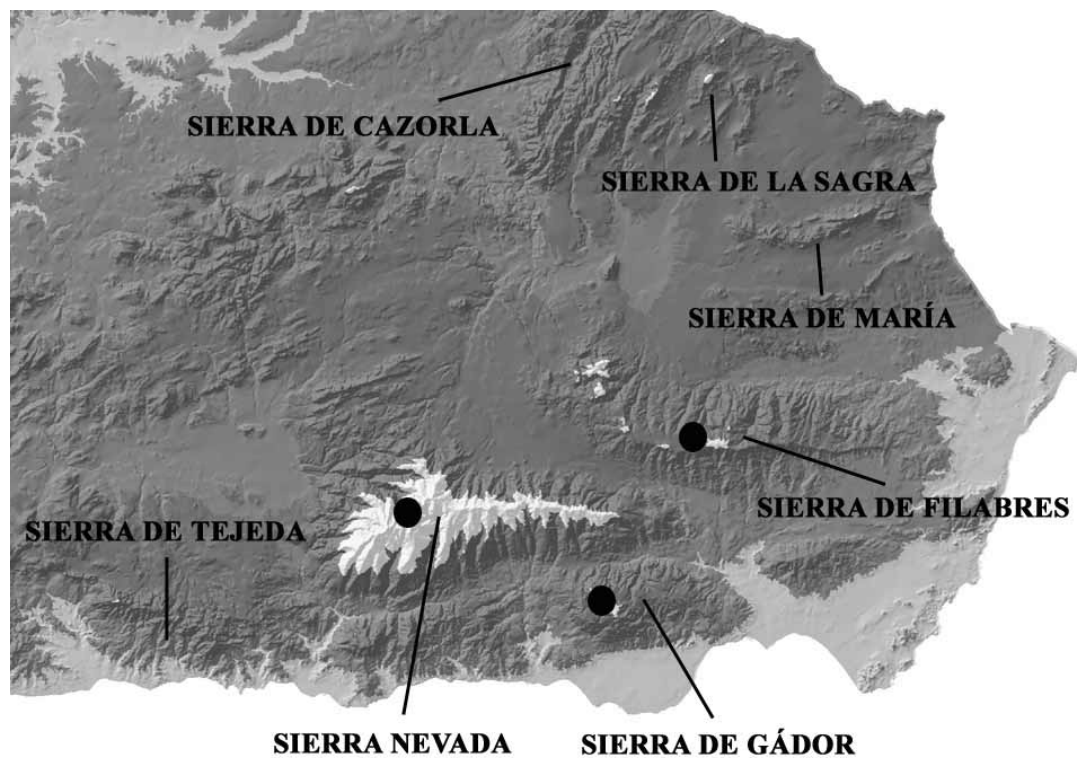 SIERRA DE CAZORLA
SIERRA DE LA SAGRA
SIERRA DE MARÍA
SIERRA DE FILABRES
SIERRA DE TEJEDA
SIERRA NEVADA
SIERRA DE GÁDOR